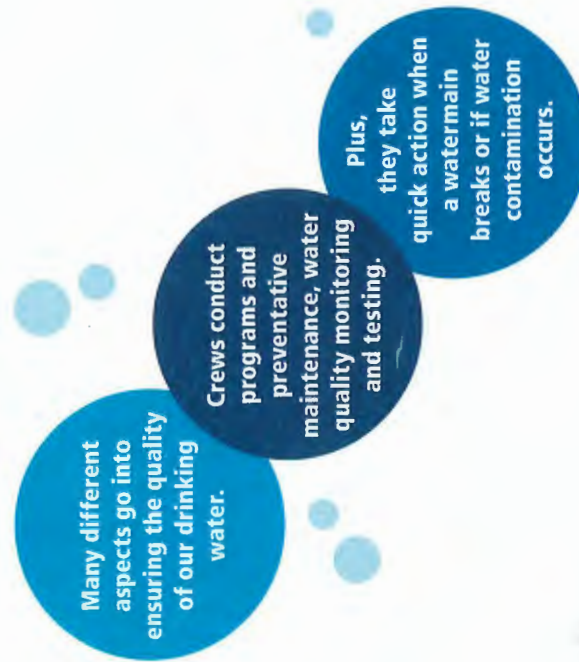 Many different
aspects go into
ensuring the quality
of our drinking
water.
Crews conduct
programs and
preventative
maintenance, water
quality monitoring
and testing.
Plus,
they take
quick action when
a watermain
breaks or if water
contamination
occurs.